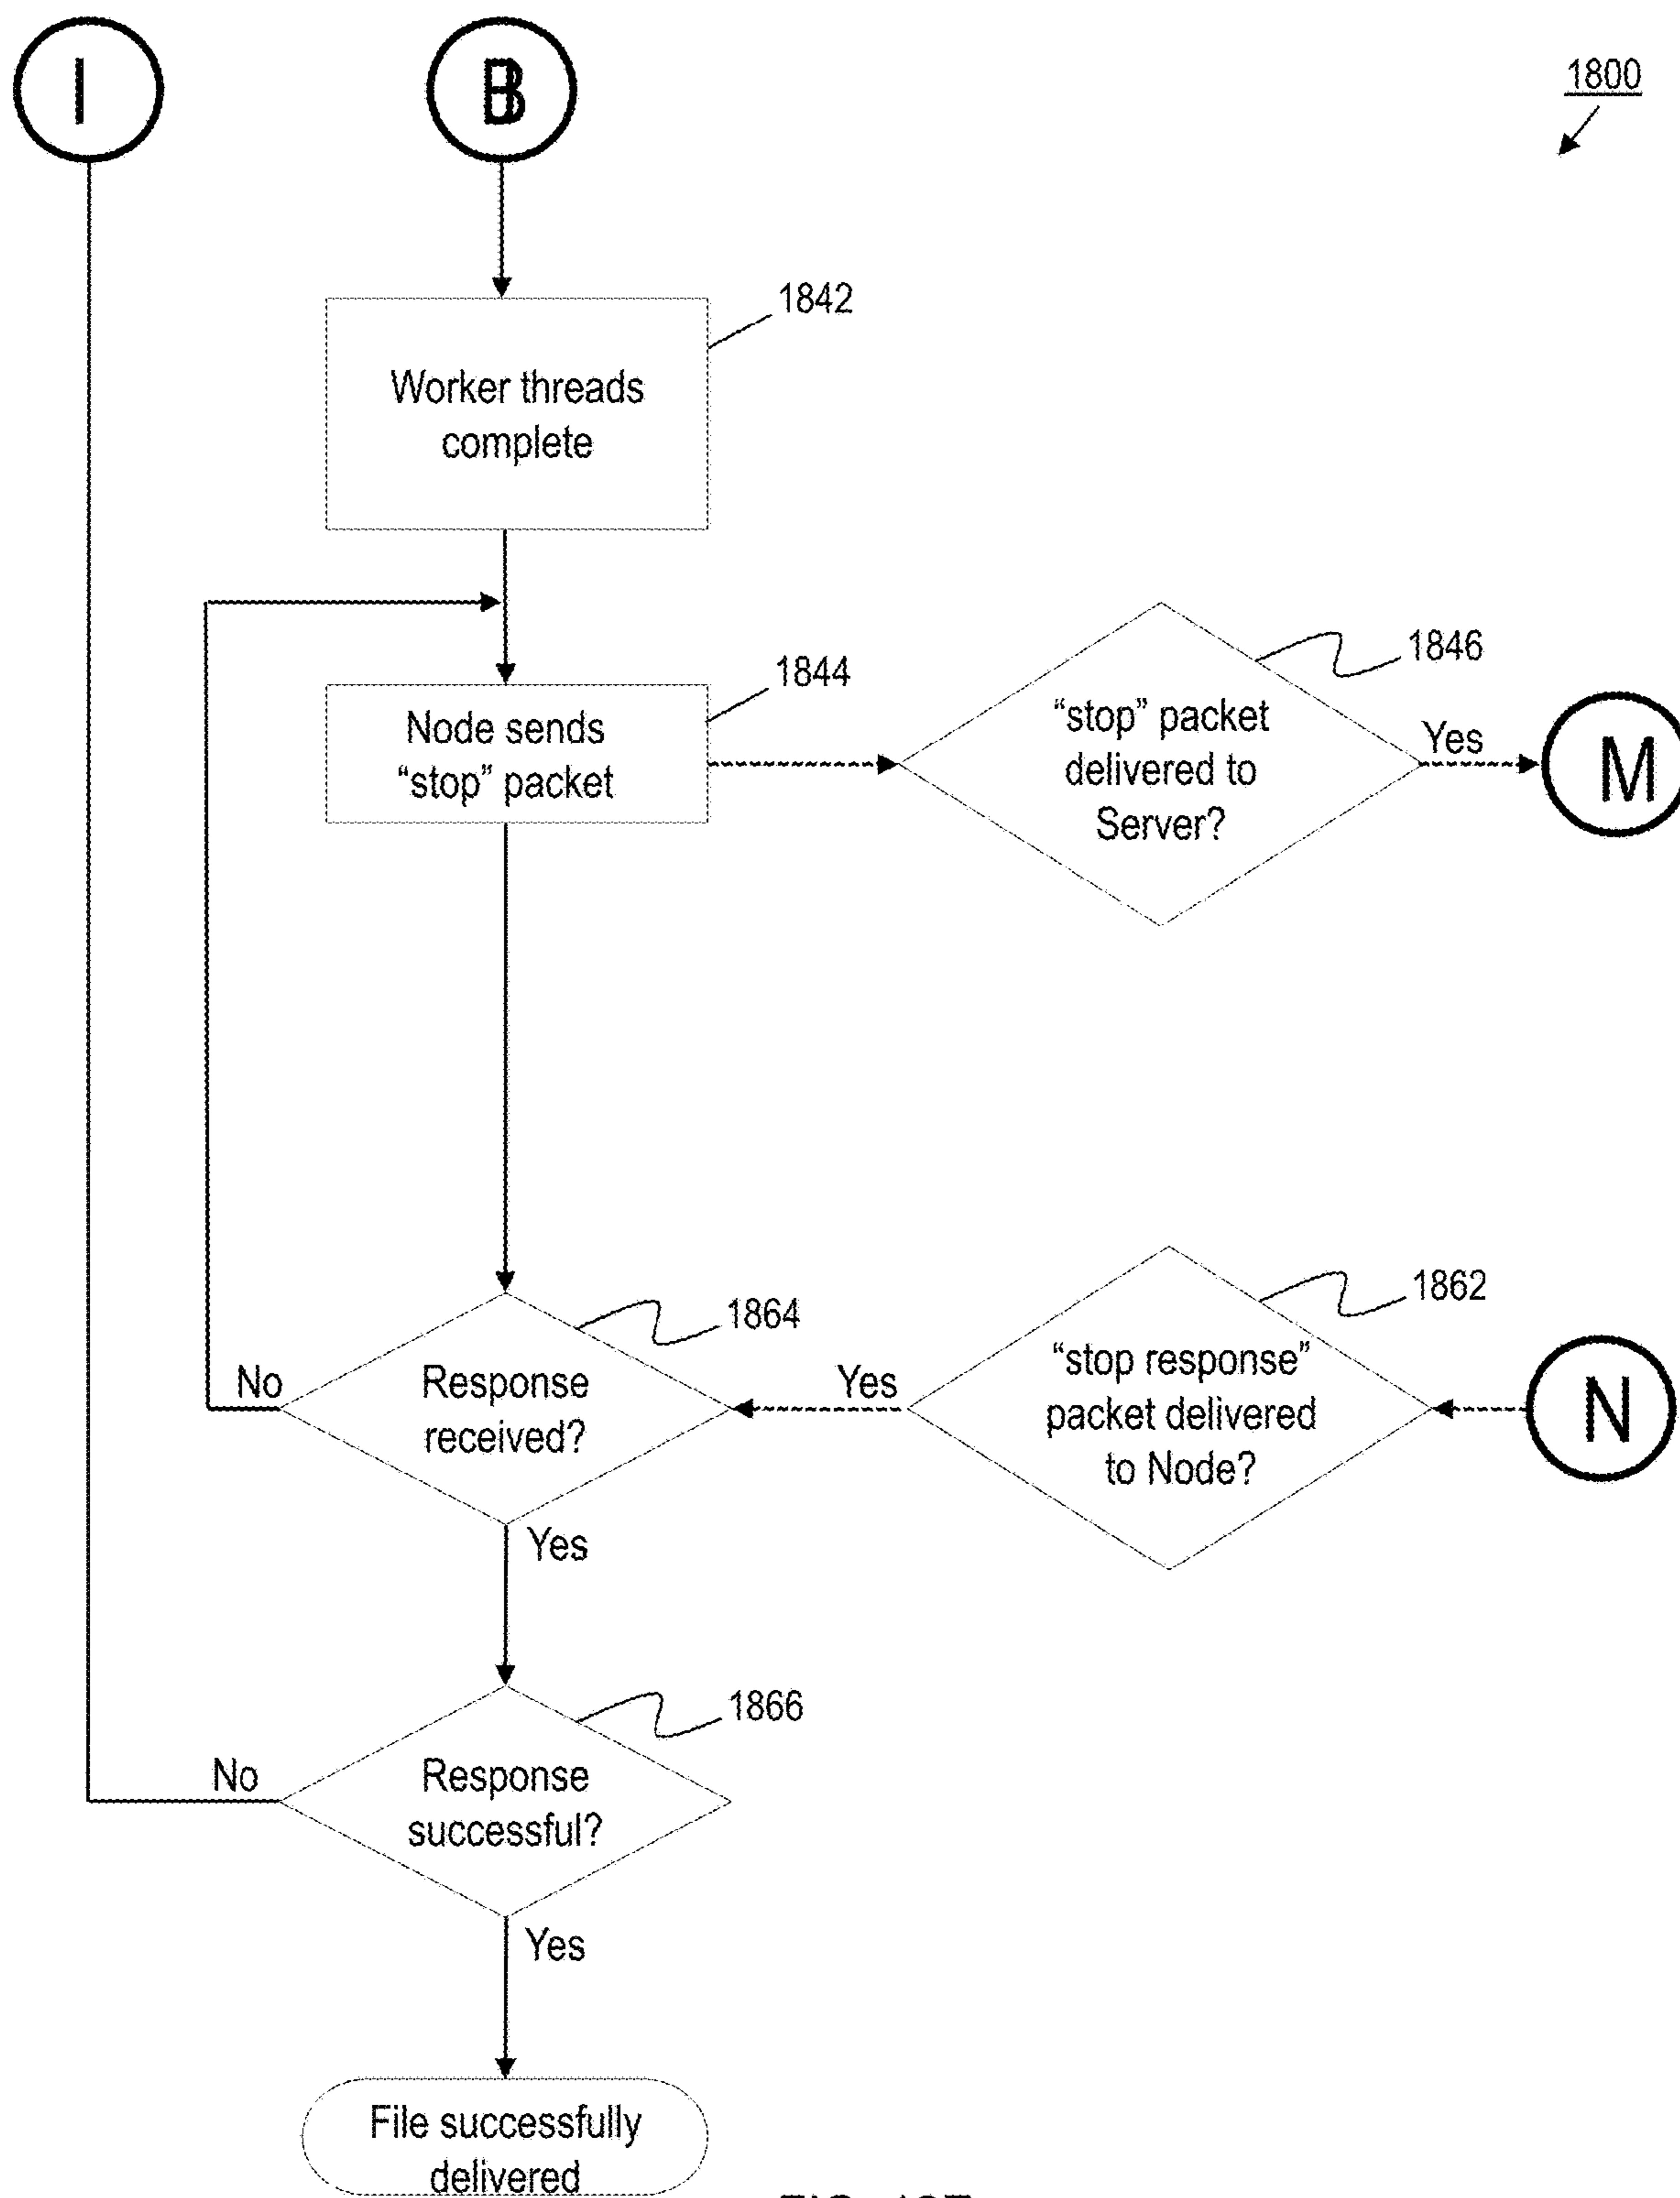 I
B
1800
1842
Worker threads
complete
1844
Node sends
“stop” packet
1846
“stop” packet
delivered to
Server?
Yes
M
1864
Response
received?
No
Yes
1862
“stop response”
packet delivered
to Node?
N
Yes
1866
Response
successful?
No
Yes
File successfully
delivered